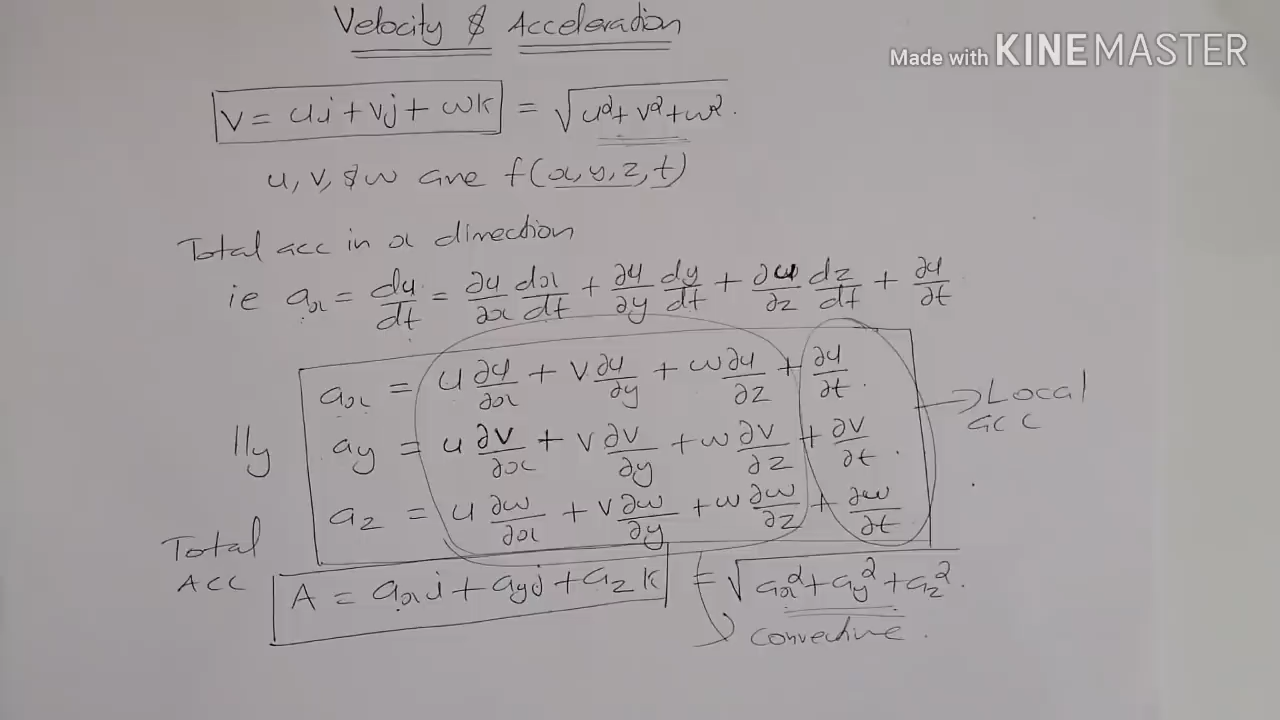 Velocity & Acceleration
Made with KINEMASTER
V = ui + vj + wk = √u²+v²+w².
u, v, & w are f(x, y, z, t)
Total acc in x direction
ie aₓ = du/dt = ∂u/∂x dx/dt + ∂u/∂y dy/dt + ∂u/∂z dz/dt + ∂u/∂t
aₓ = u ∂u/∂x + v ∂u/∂y + w ∂u/∂z + ∂u/∂t.
→ Local acc
lly ay = u ∂v/∂x + v ∂v/∂y + w ∂v/∂z + ∂v/∂t.
az = u ∂w/∂x + v ∂w/∂y + w ∂w/∂z + ∂w/∂t
Total Acc
A = aₓi + ayj + azk = √aₓ²+ay²+az².
convective.